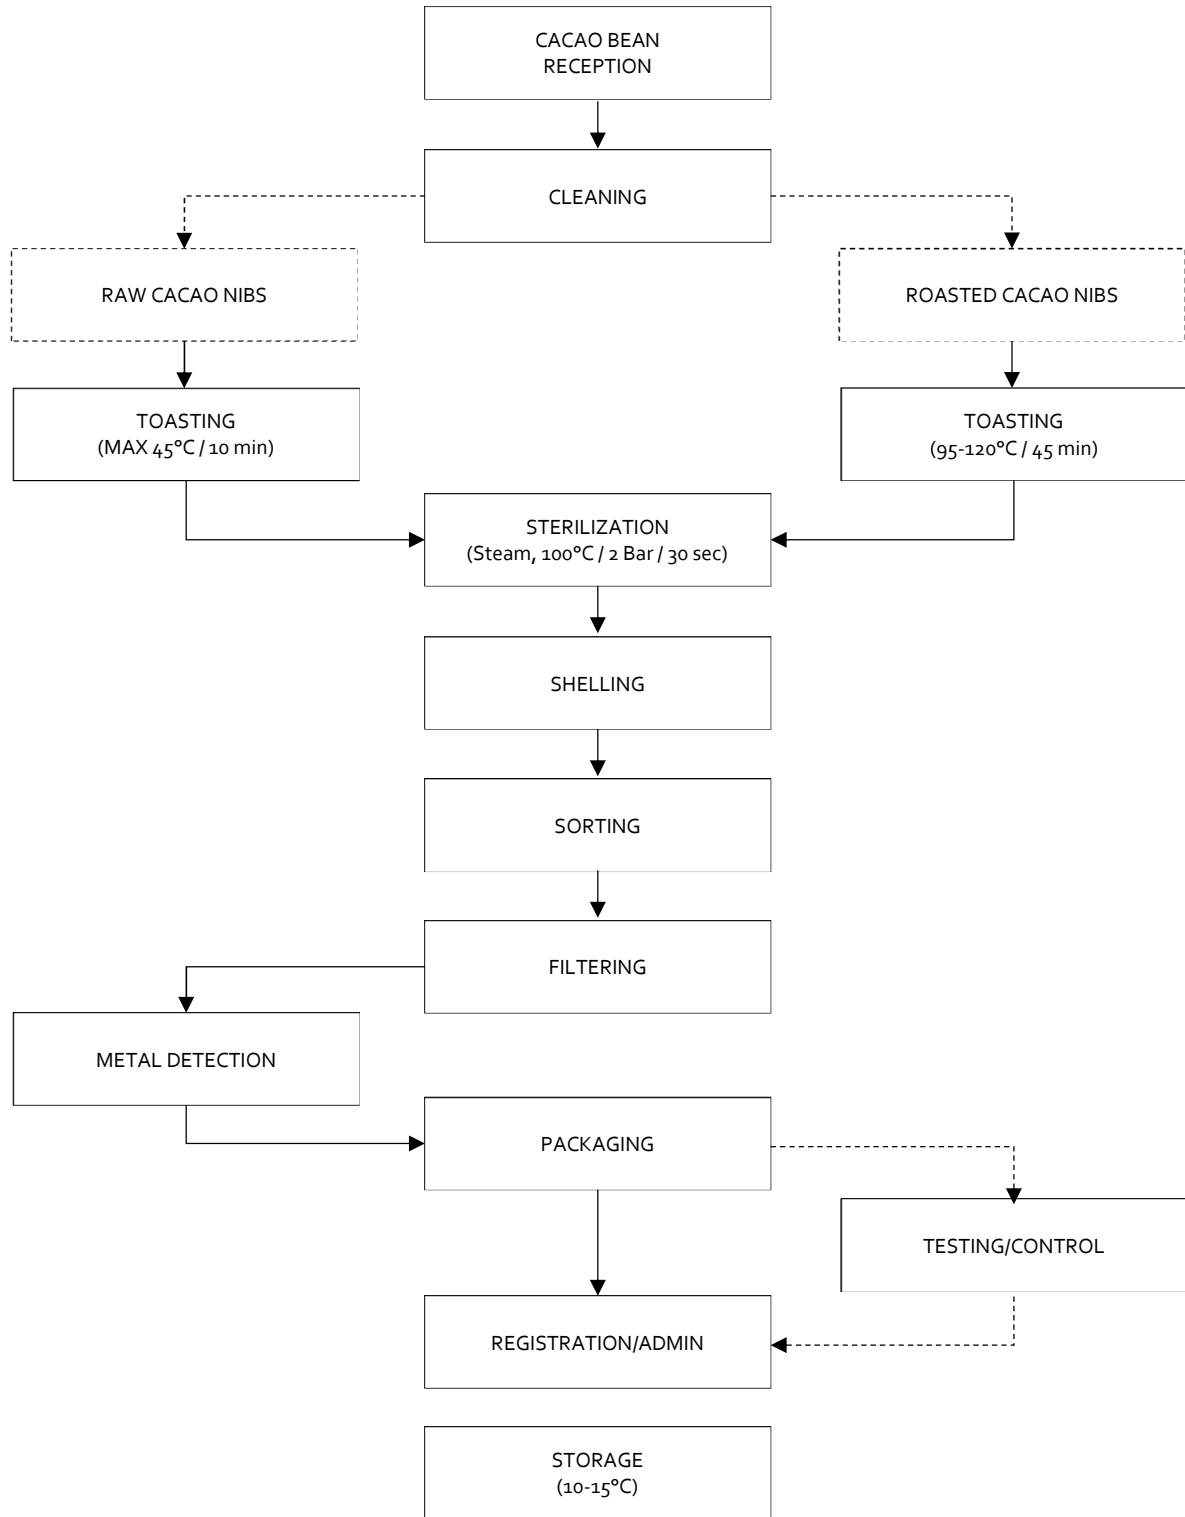 CACAO BEAN
RECEPTION
CLEANING
RAW CACAO NIBS
ROASTED CACAO NIBS
TOASTING
(MAX 45°C / 10 min)
TOASTING
(95-120°C / 45 min)
STERILIZATION
(Steam, 100°C / 2 Bar / 30 sec)
SHELLING
SORTING
FILTERING
METAL DETECTION
PACKAGING
TESTING/CONTROL
REGISTRATION/ADMIN
STORAGE
(10-15°C)